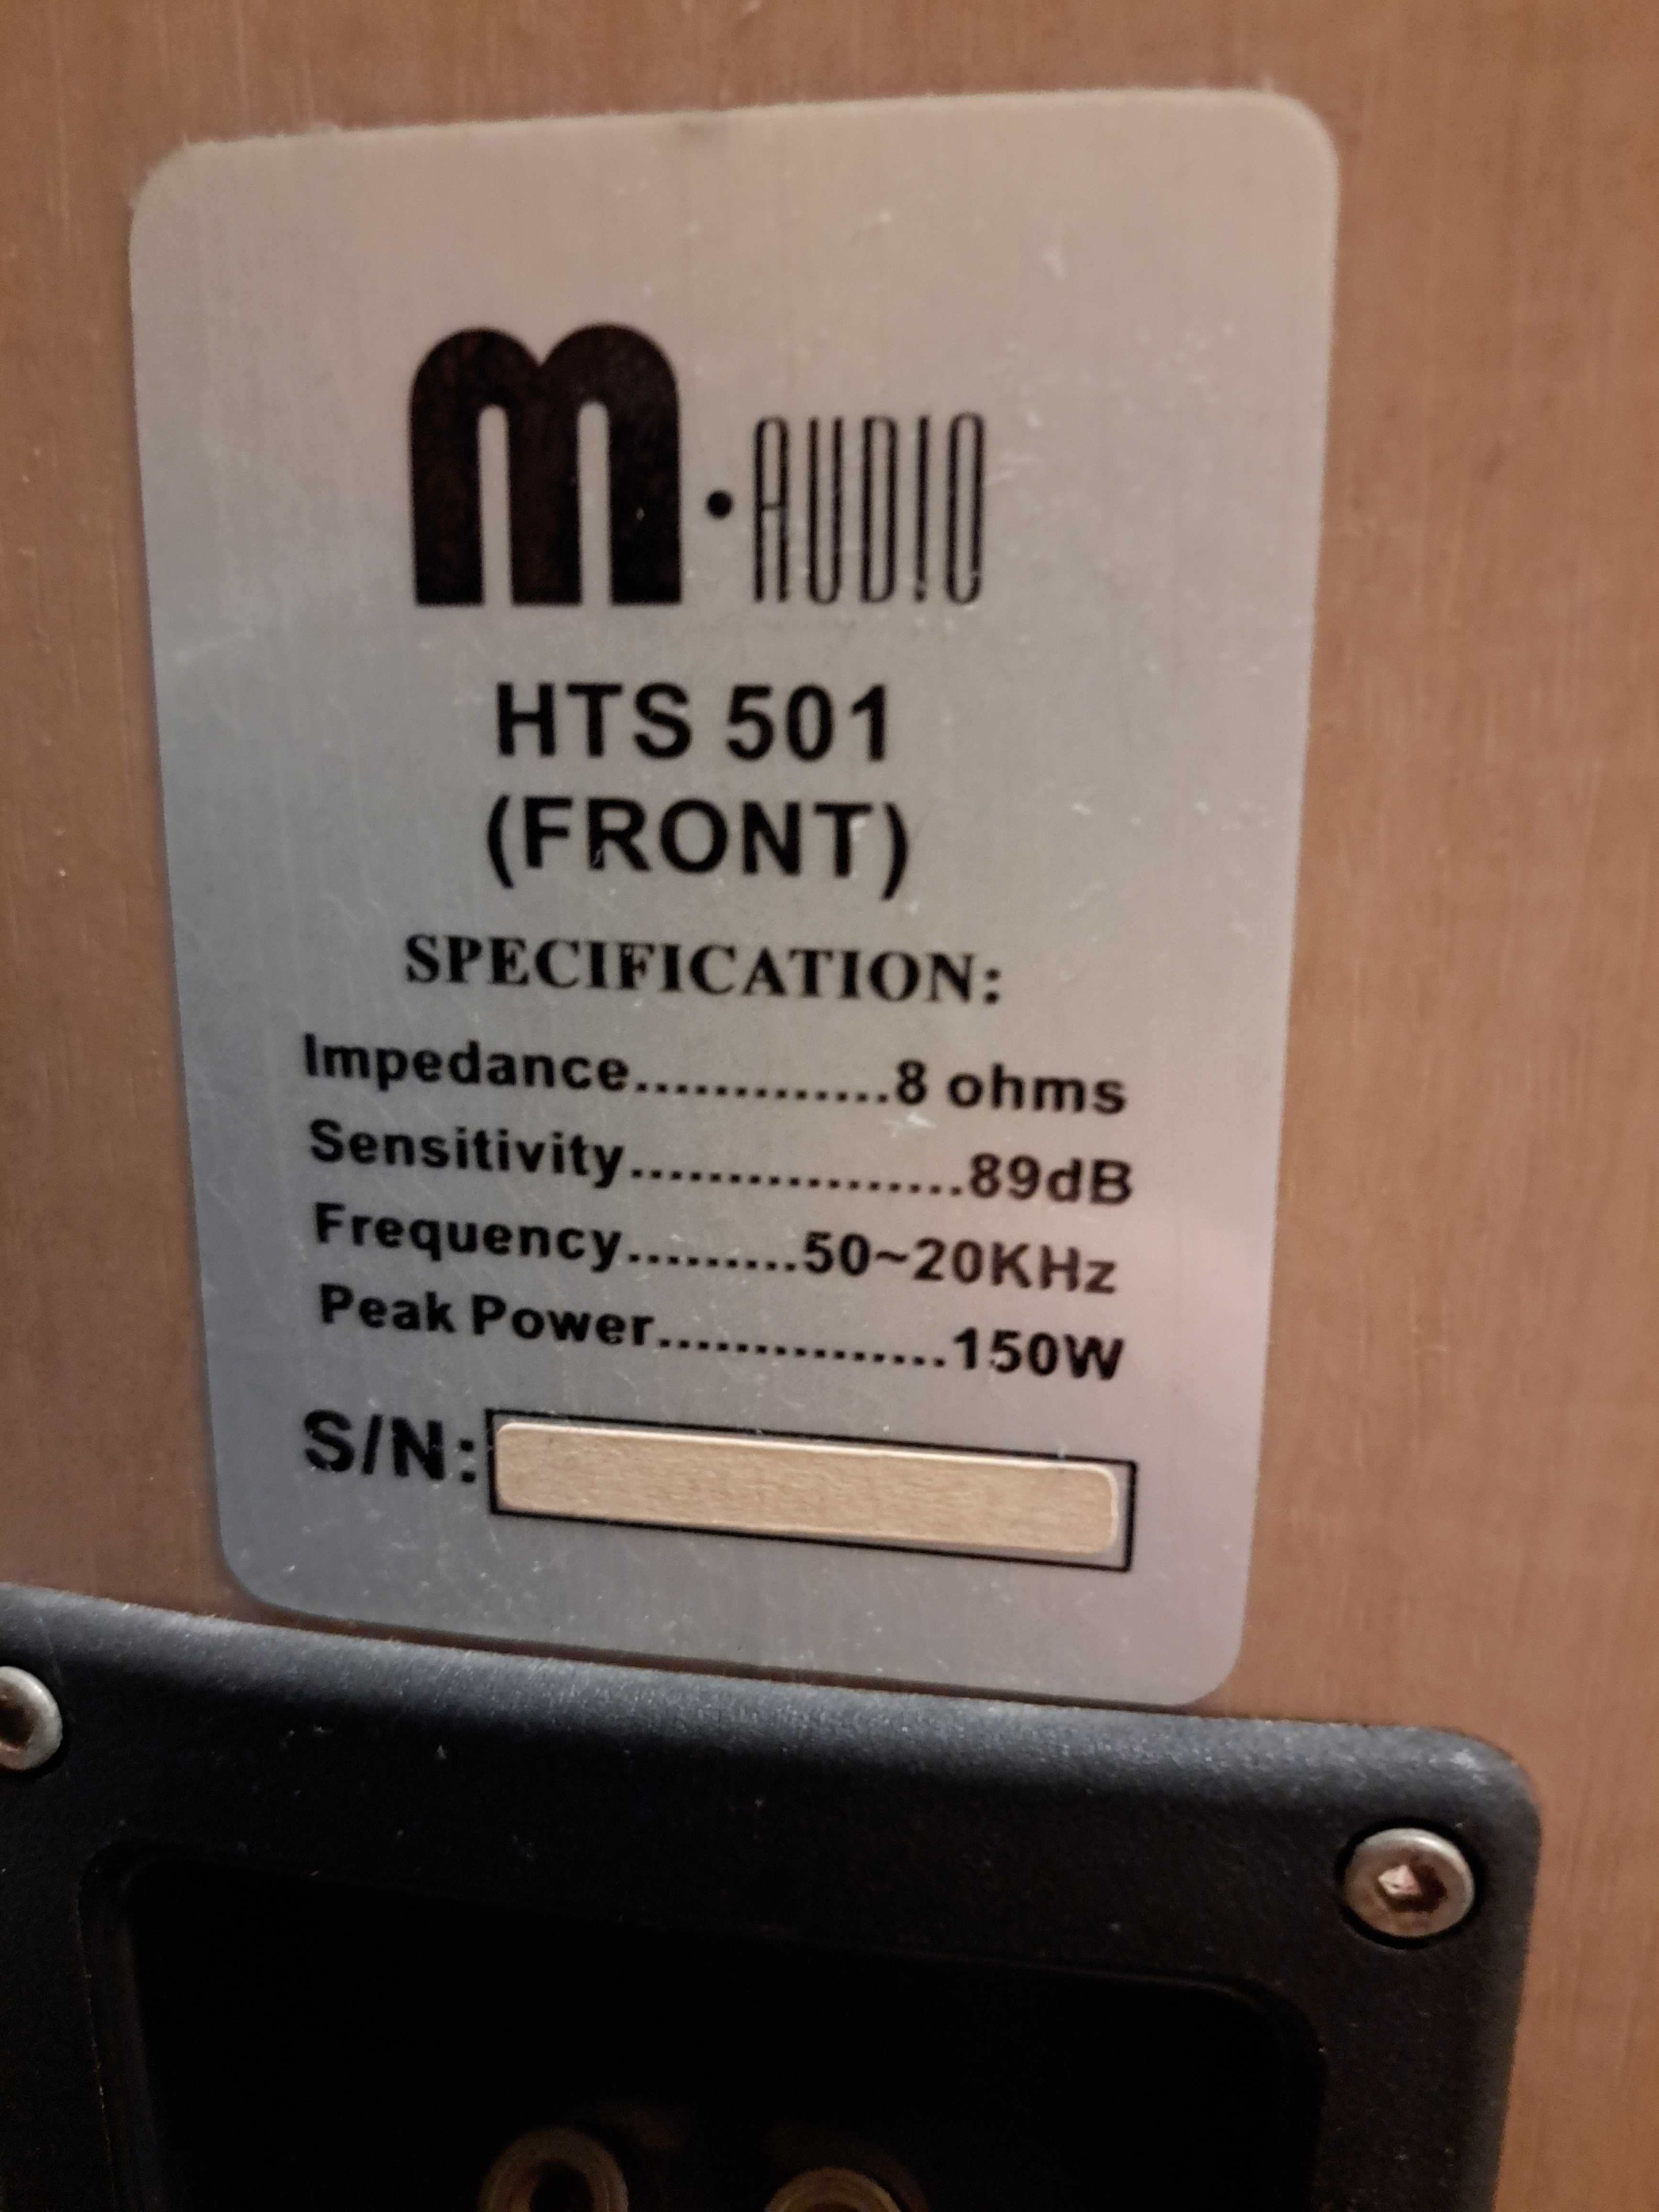 m·AUDIO
HTS 501
(FRONT)
SPECIFICATION:
Impedance.............8 ohms
Sensitivity.................89dB
Frequency.........50~20KHz
Peak Power...............150W
S/N: